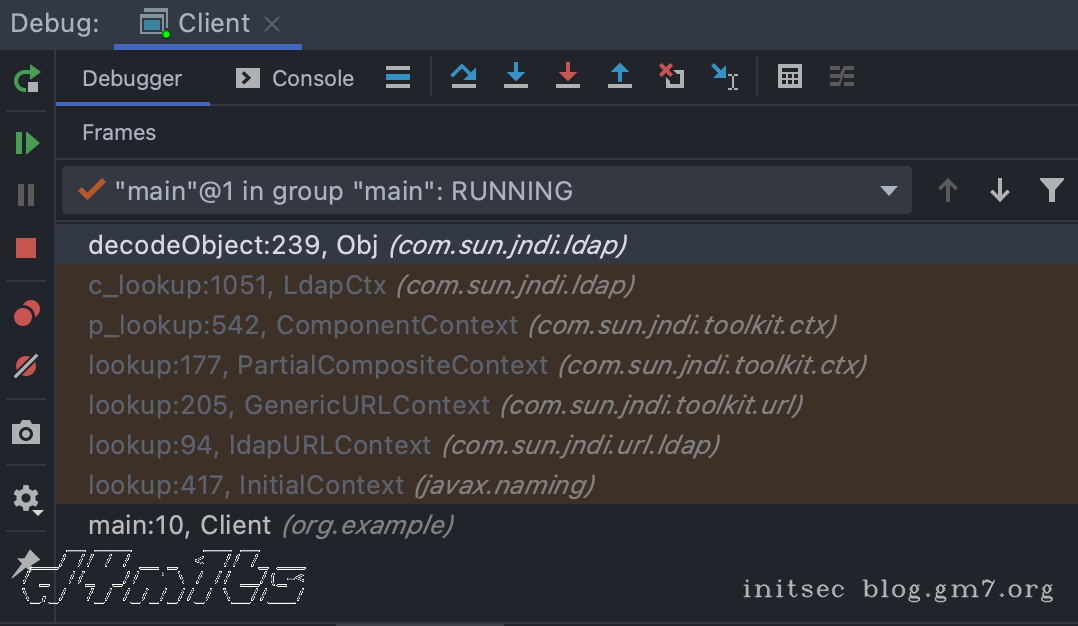 Debug: Client
Debugger Console
Frames
"main"@1 in group "main": RUNNING
decodeObject:239, Obj (com.sun.jndi.ldap)
c_lookup:1051, LdapCtx (com.sun.jndi.ldap)
p_lookup:542, ComponentContext (com.sun.jndi.toolkit.ctx)
lookup:177, PartialCompositeContext (com.sun.jndi.toolkit.ctx)
lookup:205, GenericURLContext (com.sun.jndi.toolkit.url)
lookup:94, ldapURLContext (com.sun.jndi.url.ldap)
lookup:417, InitialContext (javax.naming)
main:10, Client (org.example)
initsec blog.gm7.org